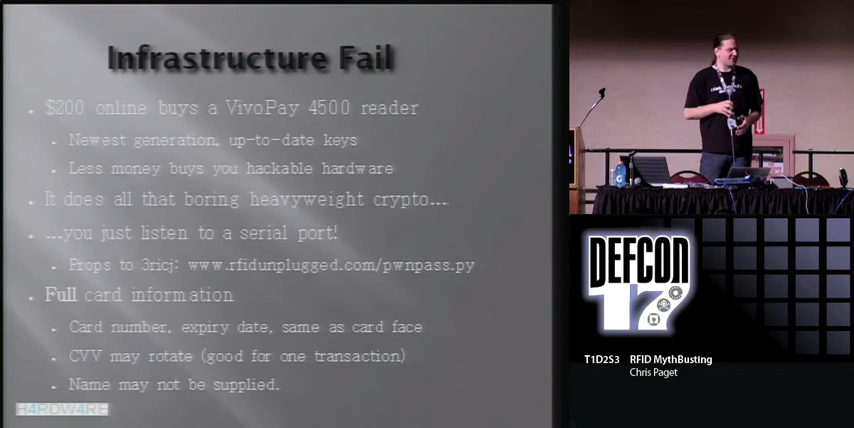 Infrastructure Fail
$200 online buys a VivoPay 4500 reader
Newest generation, up-to-date keys
Less money buys you hackable hardware
It does all that boring heavyweight crypto...
...you just listen to a serial port!
Props to 3ricj: www.rfidunplugged.com/pwnpass.py
Full card information
Card number, expiry date, same as card face
CVV may rotate (good for one transaction)
Name may not be supplied.
H4RDW4RE
DEFCON
17
T1D2S3 RFID MythBusting
Chris Paget